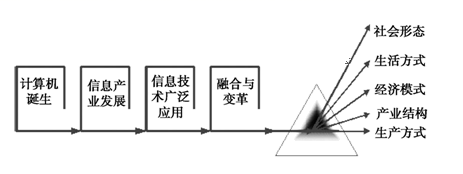 计算机
诞生
信息产
业发展
信息技
术广泛
应用
融合与
变革
社会形态
生活方式
经济模式
产业结构
生产方式